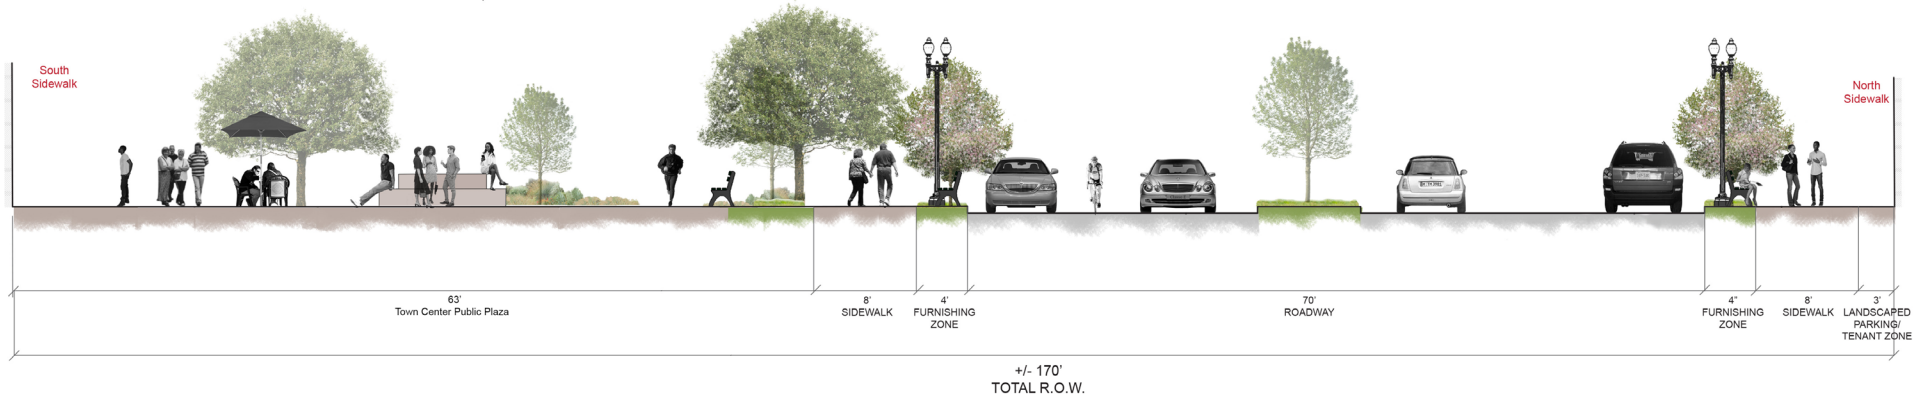 South
Sidewalk
North
Sidewalk
63'
Town Center Public Plaza
8'
SIDEWALK
4'
FURNISHING
ZONE
70'
ROADWAY
4"
FURNISHING
ZONE
8'
SIDEWALK
3'
LANDSCAPED
PARKING/
TENANT ZONE
+/- 170'
TOTAL R.O.W.